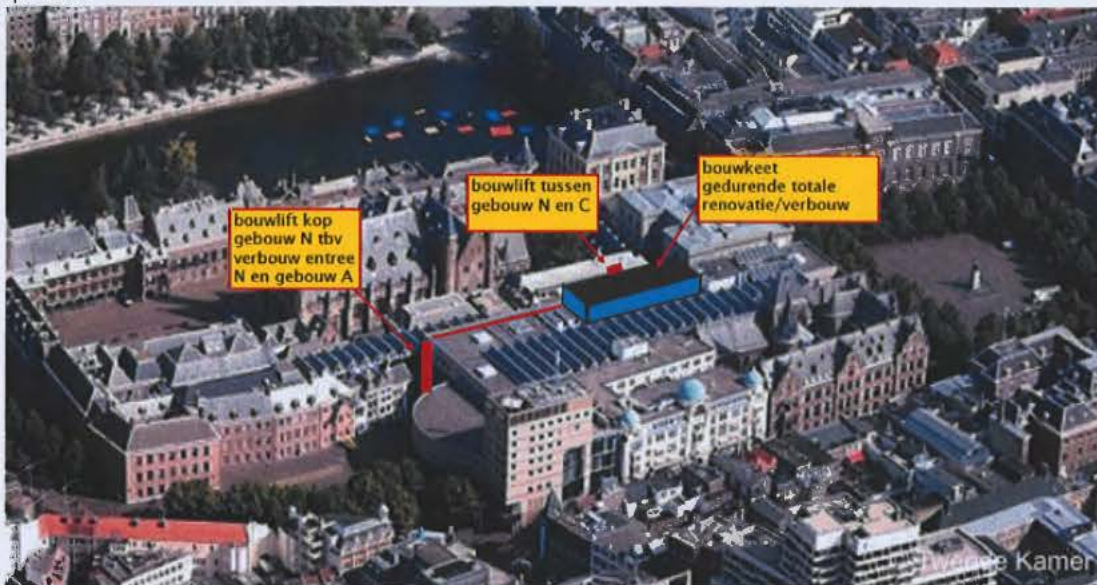 bouwlift tussen
gebouw N en C
bouwkeet
gedurende totale
renovatie/verbouw
bouwlift kop
gebouw N tbv
verbouw entree
N en gebouw A
Tweede Kamer